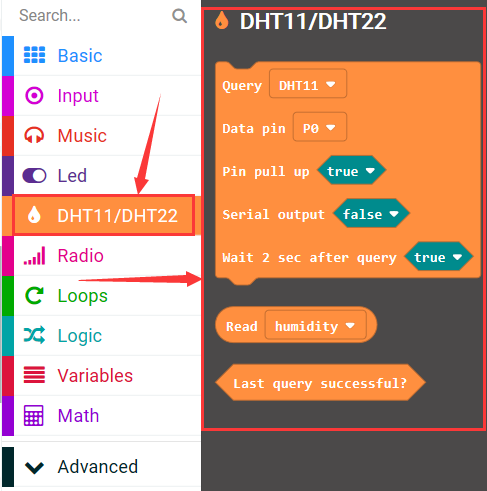 Search...
Basic
Input
Music
Led
DHT11/DHT22
Radio
Loops
Logic
Variables
Math
Advanced
DHT11/DHT22
Query DHT11
Data pin P0
Pin pull up true
Serial output false
Wait 2 sec after query true
Read humidity
Last query successful?